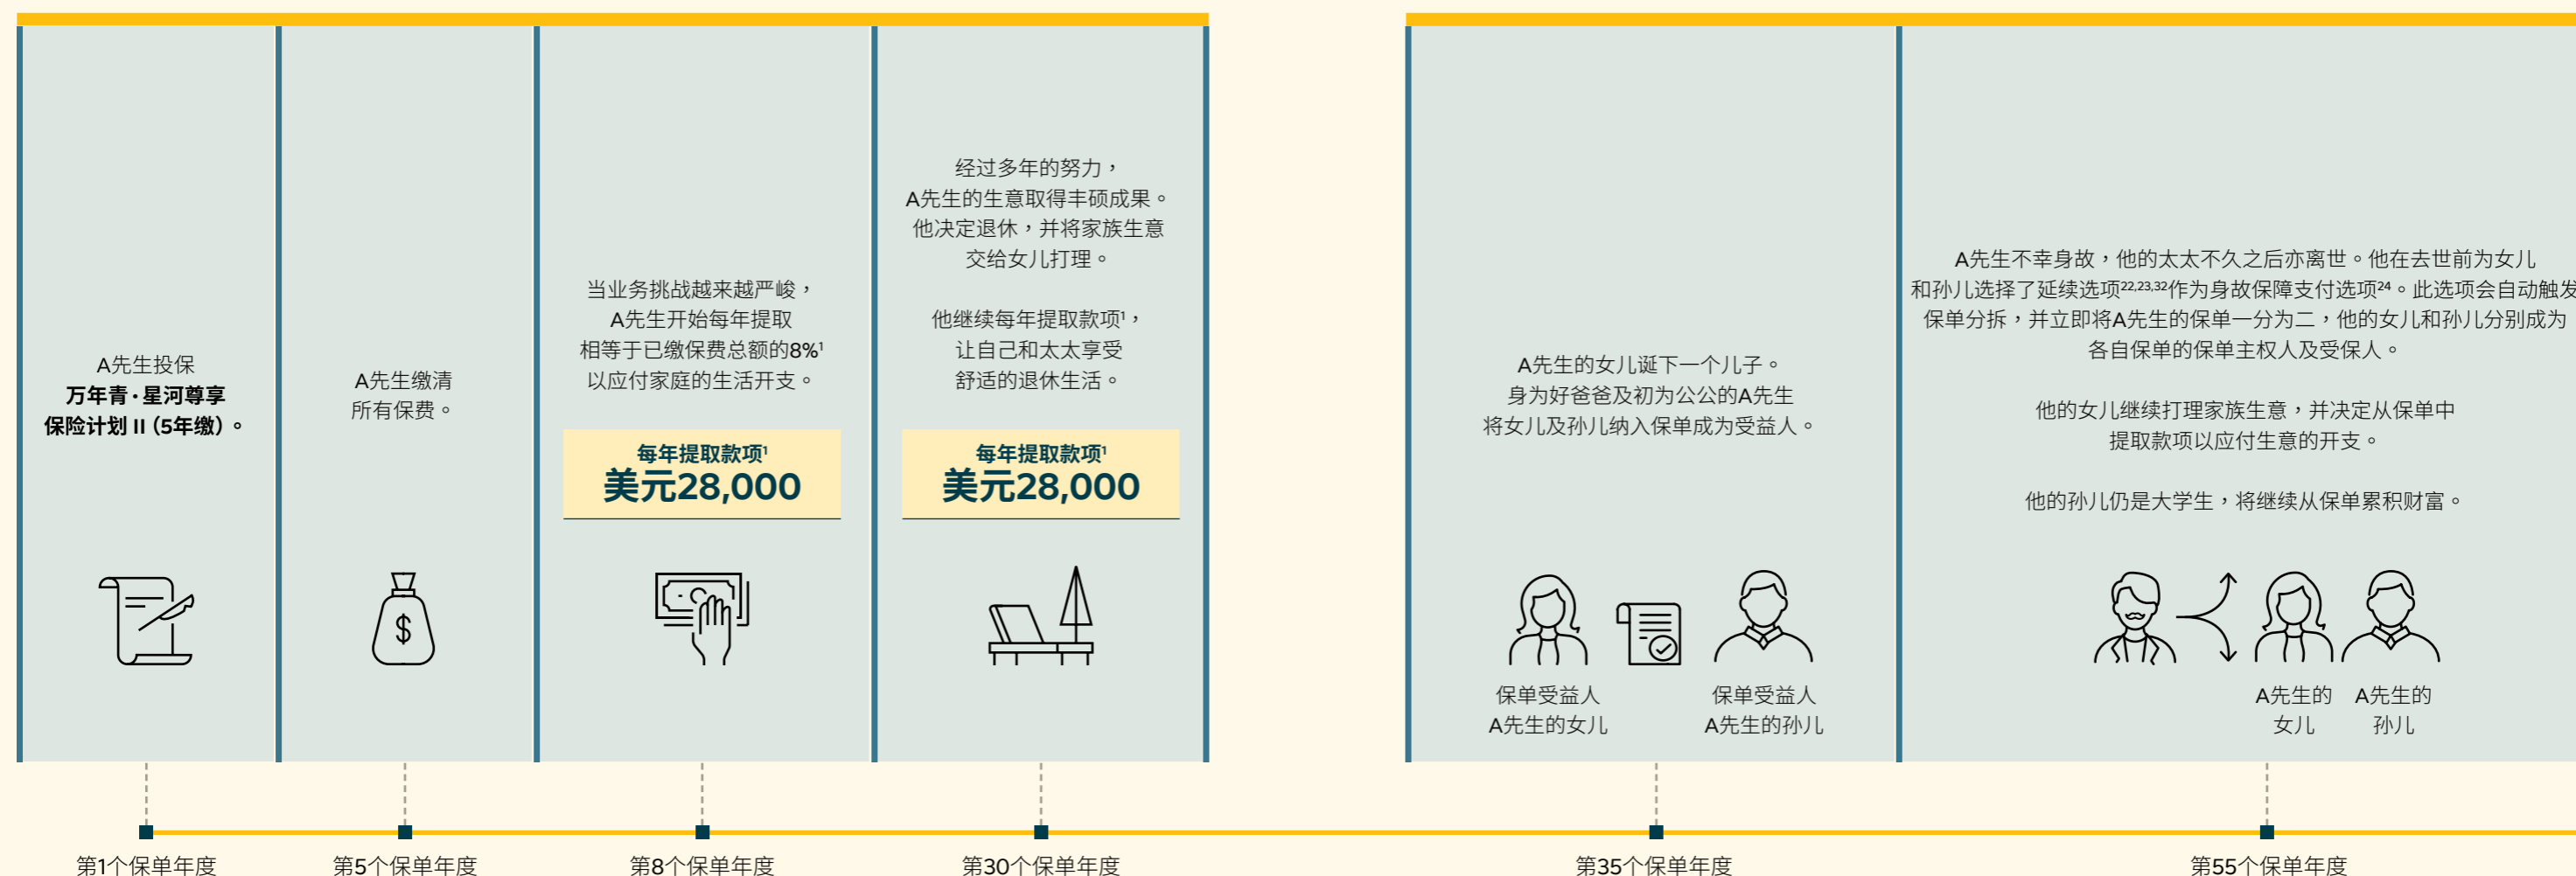 A先生投保
万年青·星河尊享
保险计划 II（5年缴）。
A先生缴清
所有保费。
当业务挑战越来越严峻，
A先生开始每年提取
相等于已缴保费总额的8%¹
以应付家庭的生活开支。
每年提取款项¹
美元28,000
经过多年的努力，
A先生的生意取得丰硕成果。
他决定退休，并将家族生意
交给女儿打理。
他继续每年提取款项¹，
让自己和太太享受
舒适的退休生活。
每年提取款项¹
美元28,000
A先生的女儿诞下一个儿子。
身为好爸爸及初为公公的A先生
将女儿及孙儿纳入保单成为受益人。
保单受益人
A先生的女儿
保单受益人
A先生的孙儿
A先生不幸身故，他的太太不久之后亦离世。他在去世前为女儿
和孙儿选择了延续选项²²,²³,³²作为身故保障支付选项²⁴。此选项会自动触发
保单分拆，并立即将A先生的保单一分为二，他的女儿和孙儿分别成为
各自保单的保单主权人及受保人。
他的女儿继续打理家族生意，并决定从保单中
提取款项以应付生意的开支。
他的孙儿仍是大学生，将继续从保单累积财富。
A先生的
女儿
A先生的
孙儿
第1个保单年度
第5个保单年度
第8个保单年度
第30个保单年度
第35个保单年度
第55个保单年度